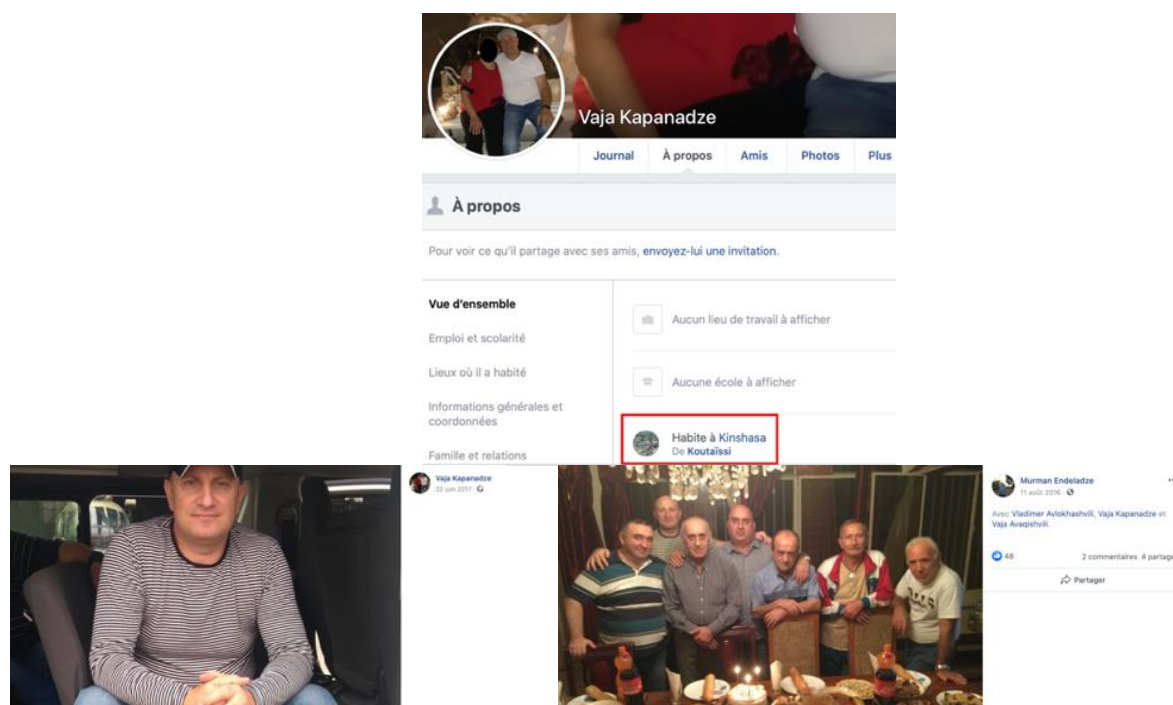 Vaja Kapanadze
Journal À propos Amis Photos Plus
À propos
Pour voir ce qu'il partage avec ses amis, envoyez-lui une invitation.
Vue d'ensemble
Emploi et scolarité
Lieux où il a habité
Informations générales et
coordonnées
Famille et relations
Aucun lieu de travail à afficher
Aucune école à afficher
Habite à Kinshasa
De Koutaïssi
Vaja Kapanadze
22 juin 2017
Murman Endeladze
11 août 2016
Avec Vladimer Avlokhashvili, Vaja Kapanadze et
Vaja Avaqishvili.
48 2 commentaires 4 partage
Partager